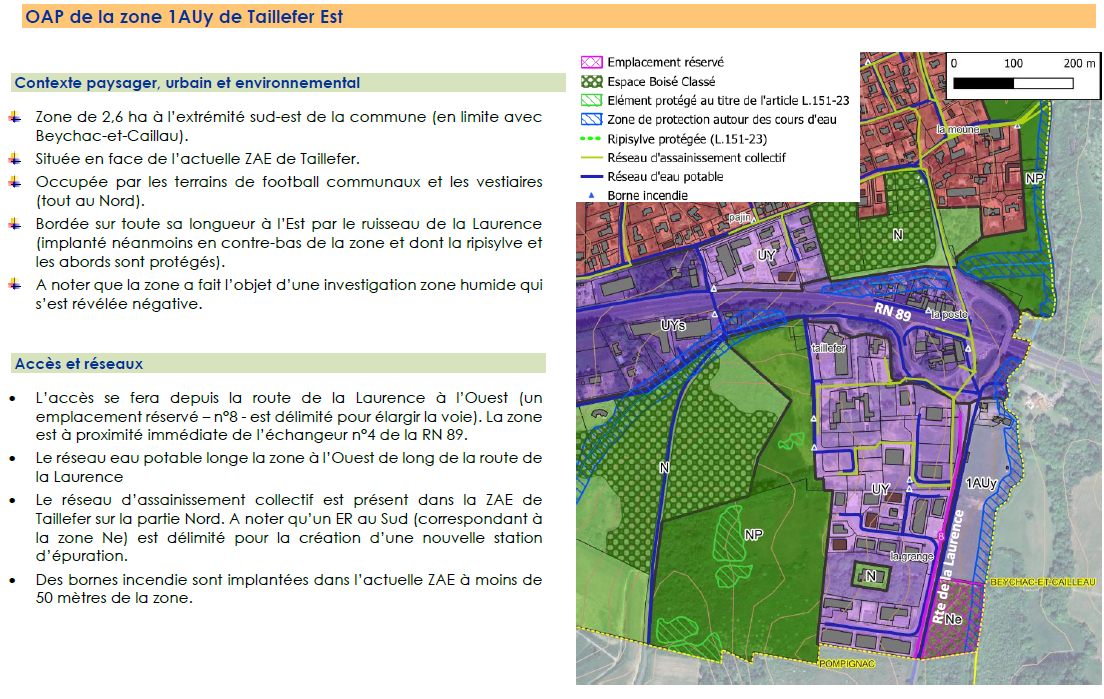 OAP de la zone 1AUy de Taillefer Est
Contexte paysager, urbain et environnemental
Zone de 2,6 ha à l'extrémité sud-est de la commune (en limite avec
Beychac-et-Caillau).
Située en face de l'actuelle ZAE de Taillefer.
Occupée par les terrains de football communaux et les vestiaires
(tout au Nord).
Bordée sur toute sa longueur à l'Est par le ruisseau de la Laurence
(implanté néanmoins en contre-bas de la zone et dont la ripisylve et
les abords sont protégés).
A noter que la zone a fait l'objet d'une investigation zone humide qui
s'est révélée négative.
Accès et réseaux
• L'accès se fera depuis la route de la Laurence à l'Ouest (un
emplacement réservé – n°8 - est délimité pour élargir la voie). La zone
est à proximité immédiate de l'échangeur n°4 de la RN 89.
• Le réseau eau potable longe la zone à l'Ouest de long de la route de
la Laurence
• Le réseau d'assainissement collectif est présent dans la ZAE de
Taillefer sur la partie Nord. A noter qu'un ER au Sud (correspondant à
la zone Ne) est délimité pour la création d'une nouvelle station
d'épuration.
• Des bornes incendie sont implantées dans l'actuelle ZAE à moins de
50 mètres de la zone.
Emplacement réservé
Espace Boisé Classé
Elément protégé au titre de l'article L.151-23
Zone de protection autour des cours d'eau
Ripisylve protégée (L.151-23)
Réseau d'assainissement collectif
Réseau d'eau potable
Borne incendie
0 100 200 m
la moune
NP
pajin
N
UY
RN 89
la poste
UYs
taillefer
N
1AUy
UY
NP
8
la grange
N
Rte de la Laurence
BEYCHAC-ET-CAILLEAU
Ne
POMPIGNAC